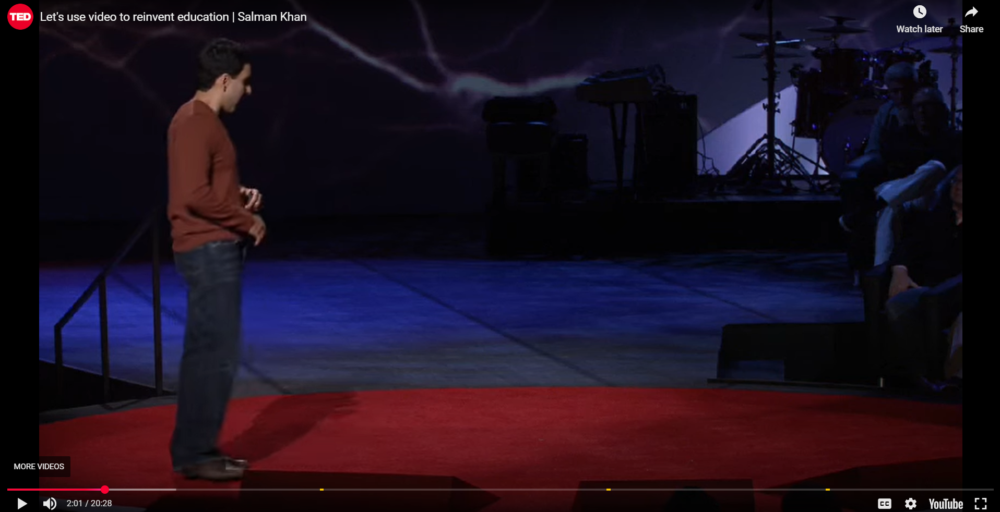 TED
Let's use video to reinvent education | Salman Khan
Watch later
Share
MORE VIDEOS
2:01 / 20:28
CC
YouTube